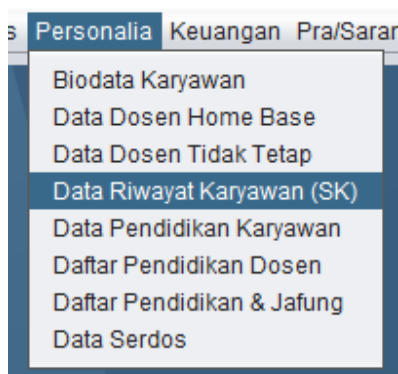 s Personalia Keuangan Pra/Saran
Biodata Karyawan
Data Dosen Home Base
Data Dosen Tidak Tetap
Data Riwayat Karyawan (SK)
Data Pendidikan Karyawan
Daftar Pendidikan Dosen
Daftar Pendidikan & Jafung
Data Serdos